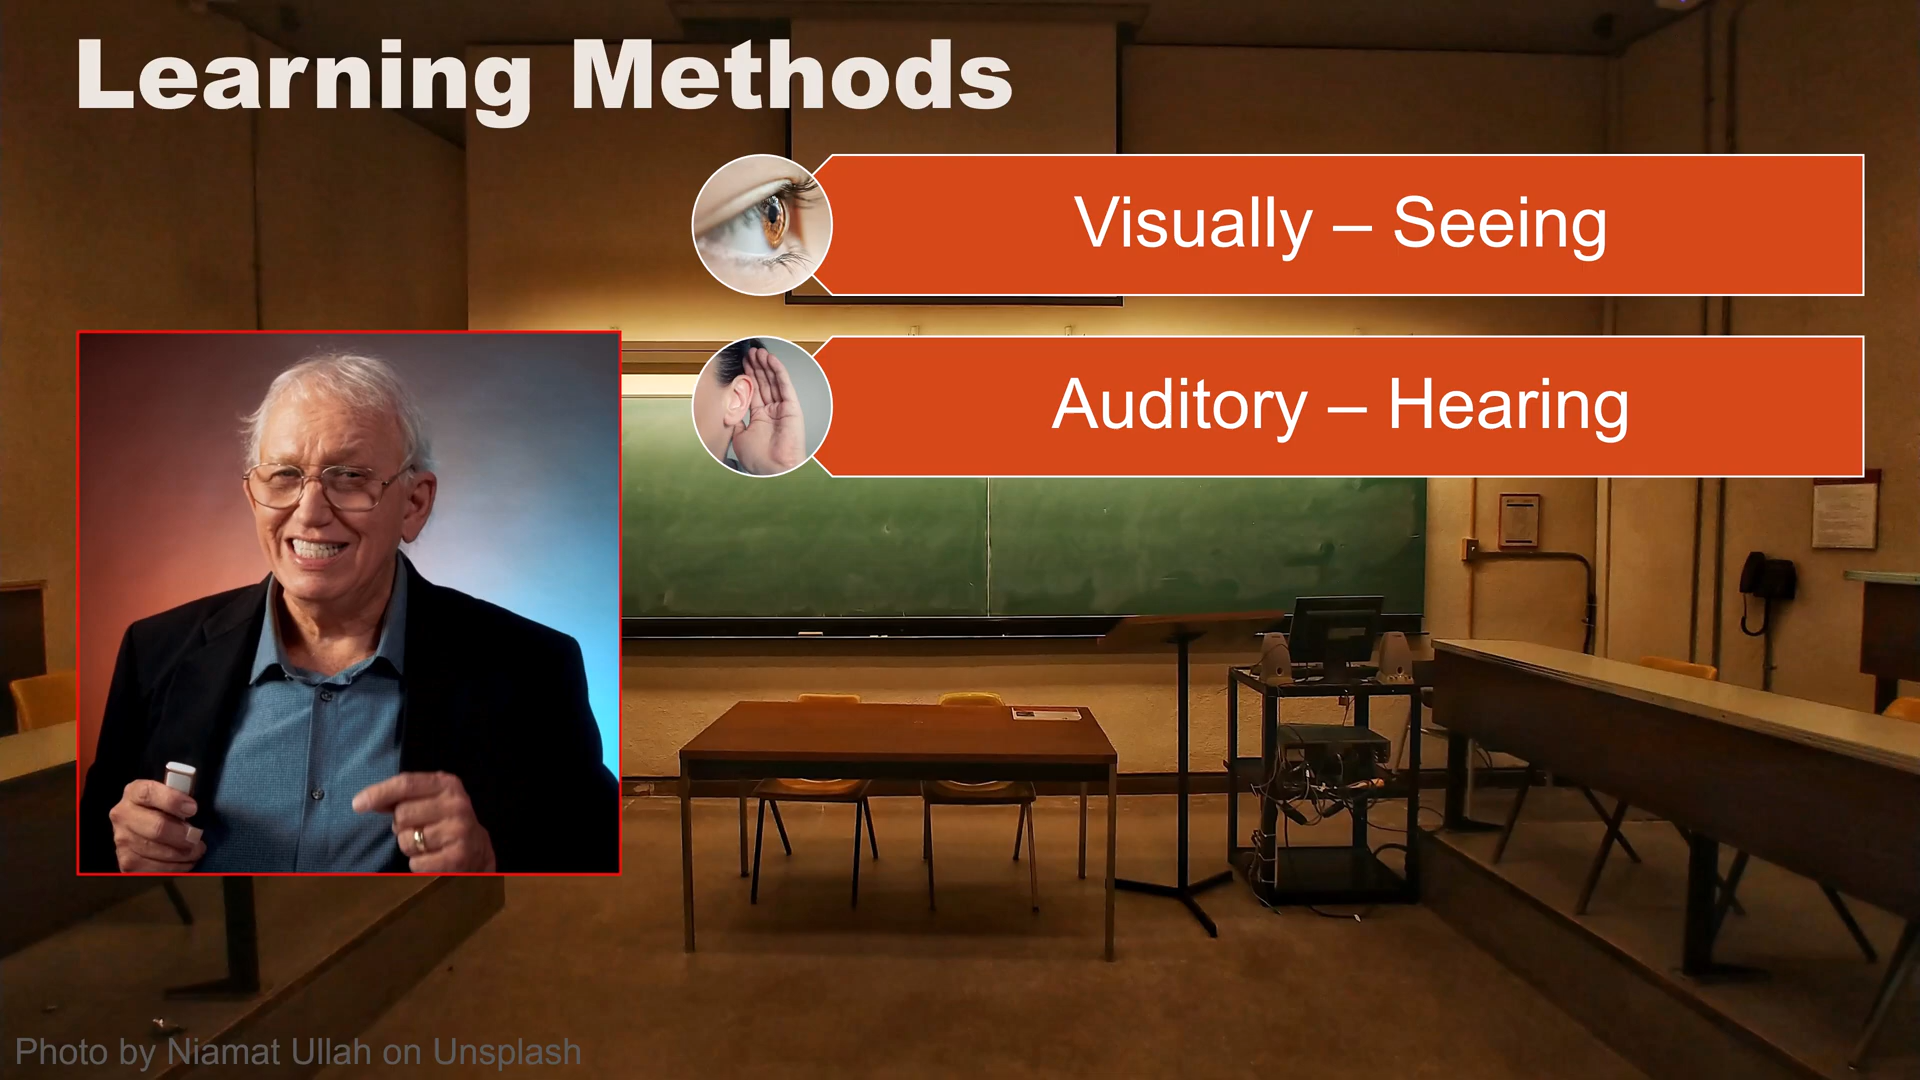 Learning Methods
Visually – Seeing
Auditory – Hearing
Photo by Niamat Ullah on Unsplash